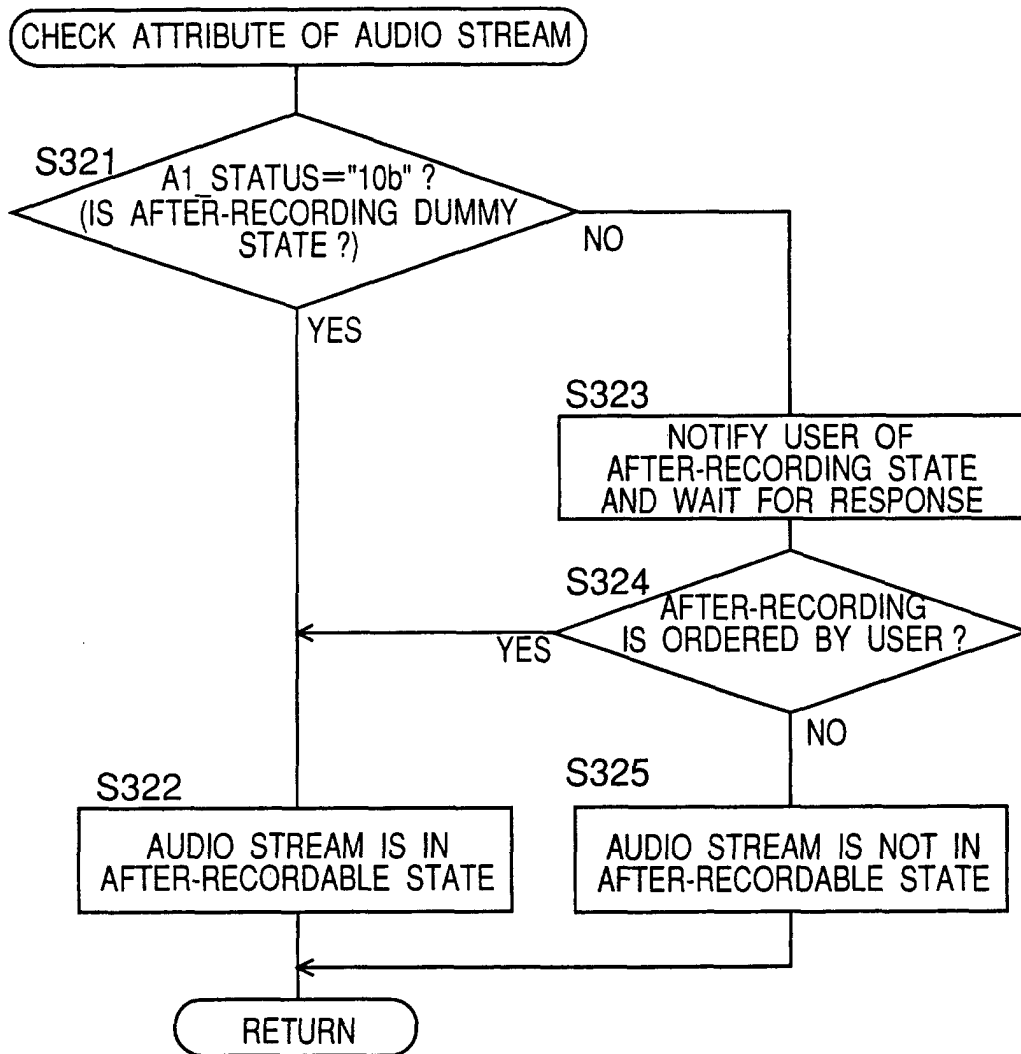 CHECK ATTRIBUTE OF AUDIO STREAM
S321
A1_STATUS="10b" ?
(IS AFTER-RECORDING DUMMY
STATE ?)
NO
YES
S323
NOTIFY USER OF
AFTER-RECORDING STATE
AND WAIT FOR RESPONSE
S324
AFTER-RECORDING
IS ORDERED BY USER ?
YES
NO
S322
AUDIO STREAM IS IN
AFTER-RECORDABLE STATE
S325
AUDIO STREAM IS NOT IN
AFTER-RECORDABLE STATE
RETURN